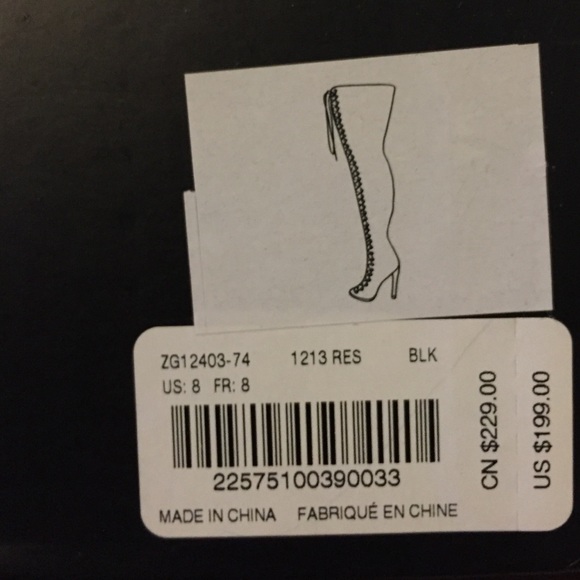 ZG12403-74 1213 RES BLK
US: 8 FR: 8
22575100390033
MADE IN CHINA FABRIQUÉ EN CHINE
CN $229.00
US $199.00